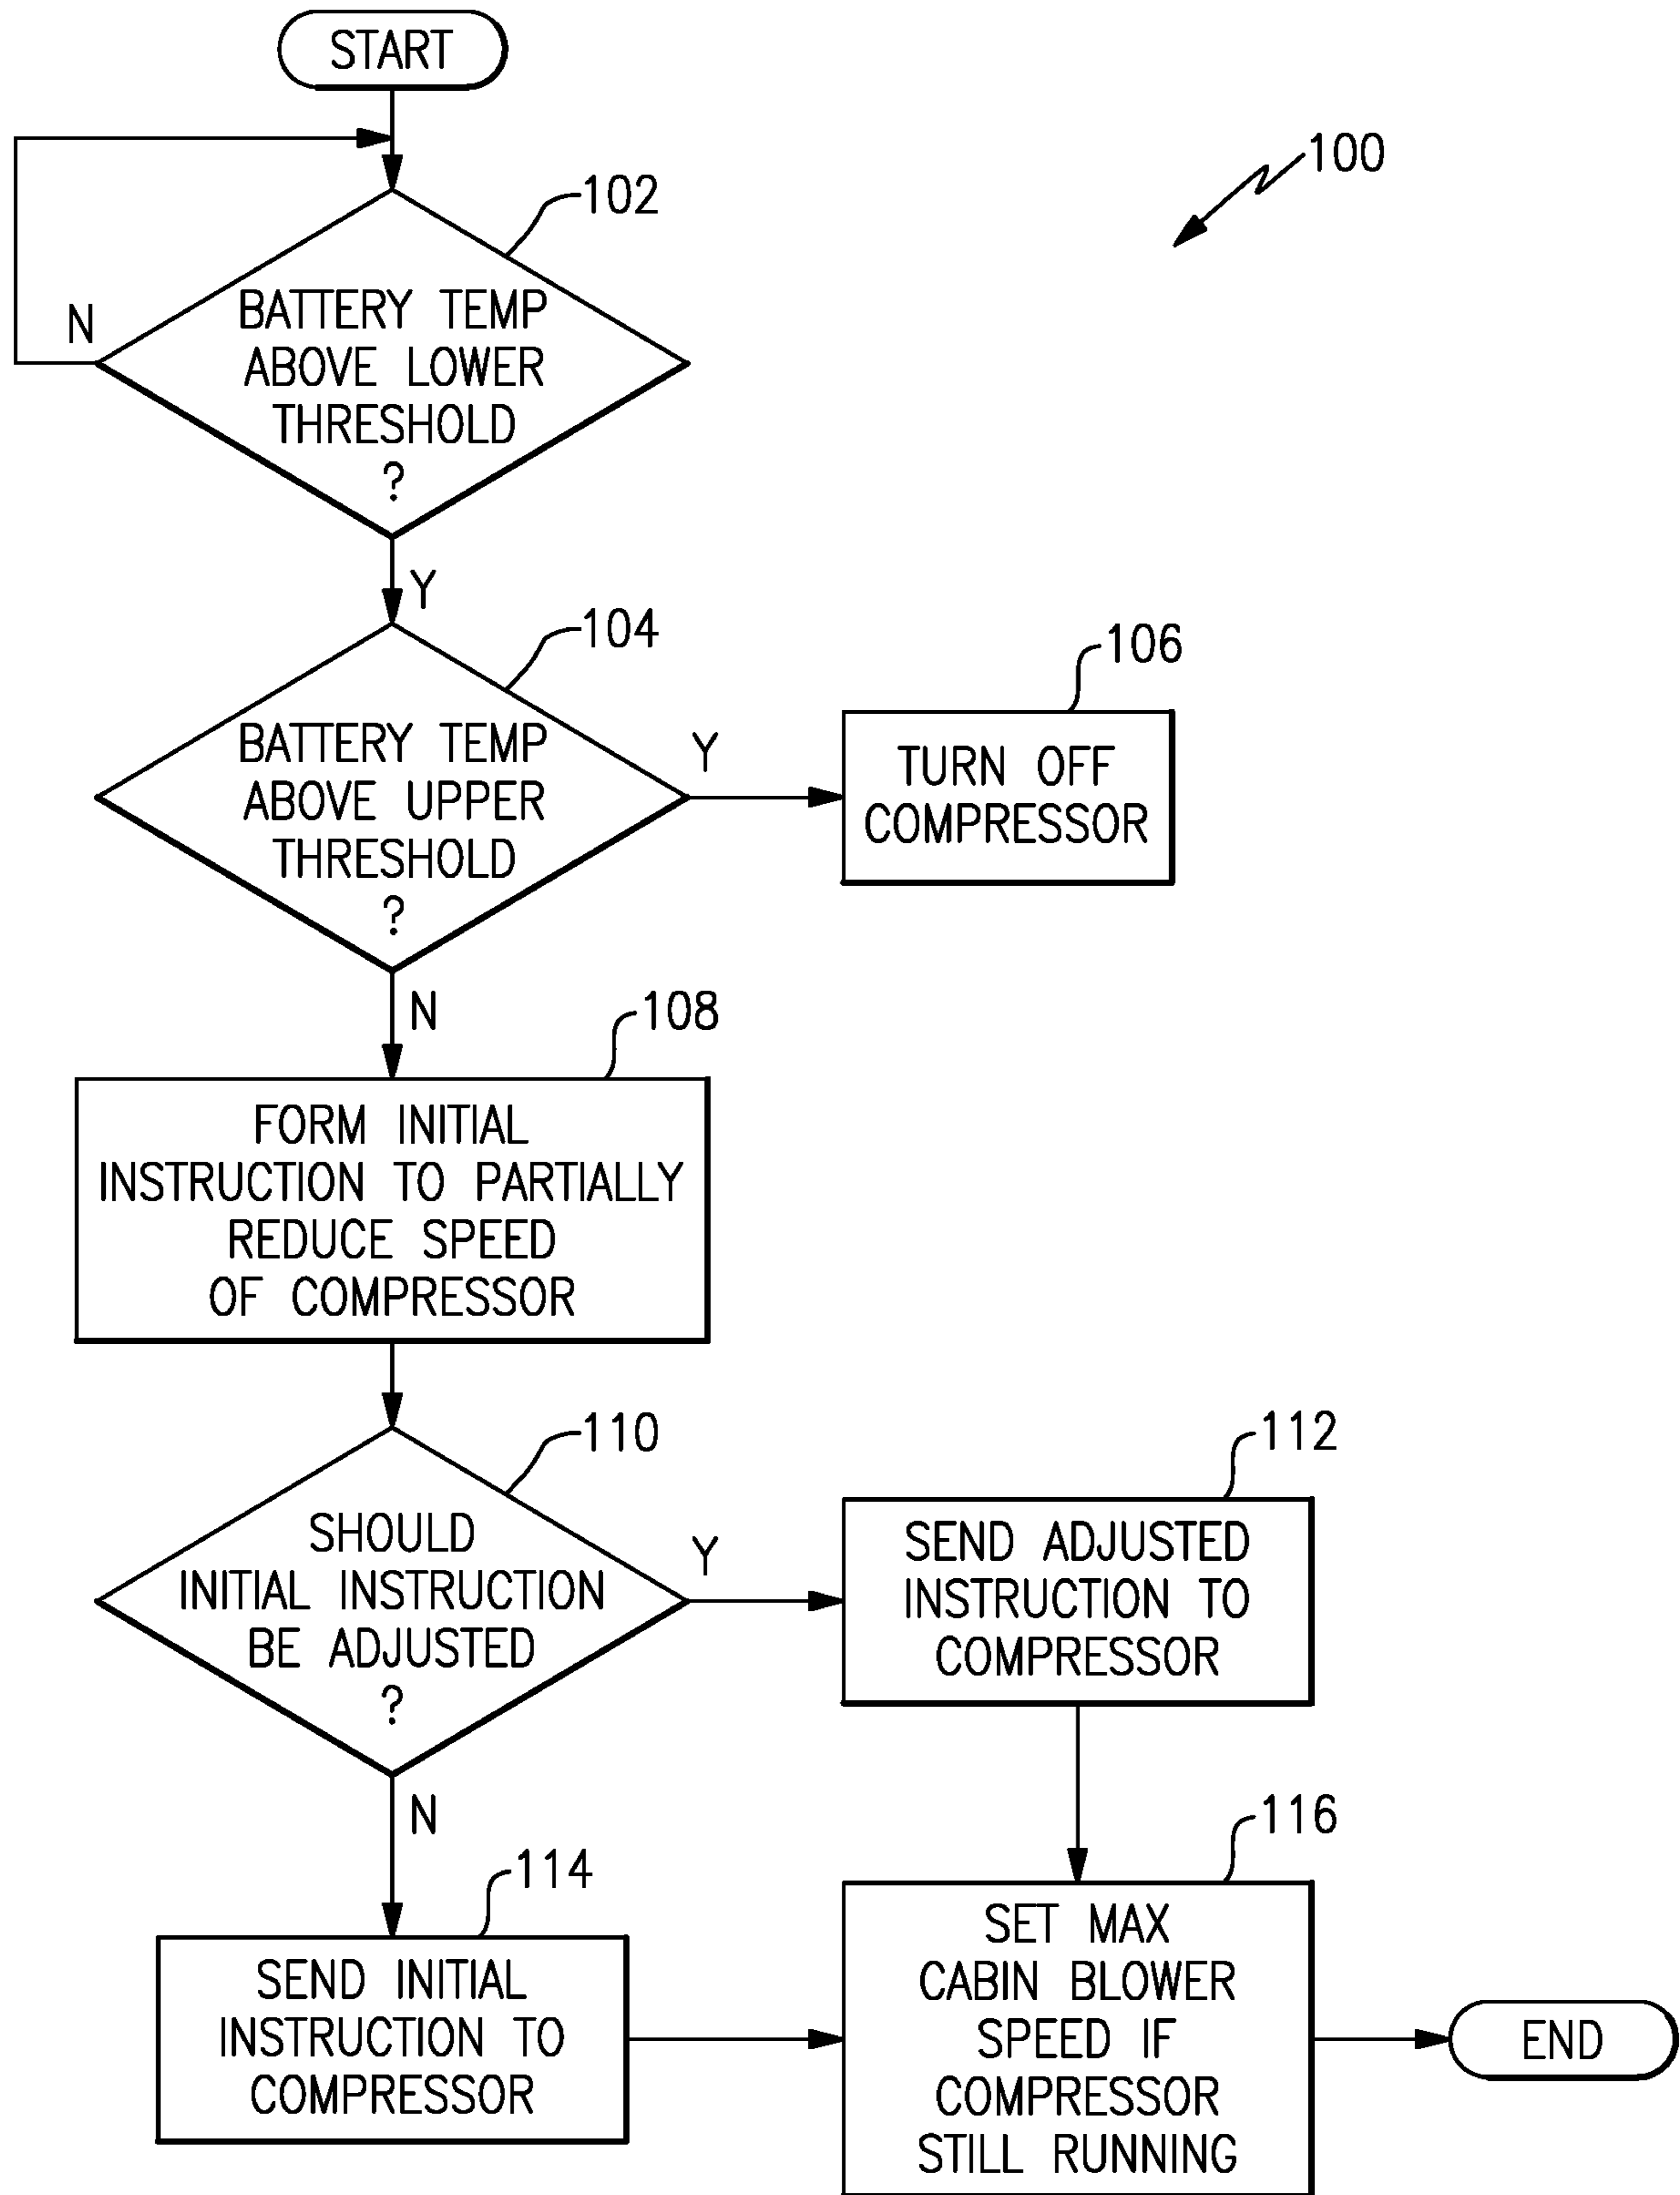 START
100
102
BATTERY TEMP
ABOVE LOWER
THRESHOLD
?
N
Y
104
BATTERY TEMP
ABOVE UPPER
THRESHOLD
?
Y
106
TURN OFF
COMPRESSOR
N
108
FORM INITIAL
INSTRUCTION TO PARTIALLY
REDUCE SPEED
OF COMPRESSOR
110
SHOULD
INITIAL INSTRUCTION
BE ADJUSTED
?
Y
112
SEND ADJUSTED
INSTRUCTION TO
COMPRESSOR
N
114
SEND INITIAL
INSTRUCTION TO
COMPRESSOR
116
SET MAX
CABIN BLOWER
SPEED IF
COMPRESSOR
STILL RUNNING
END